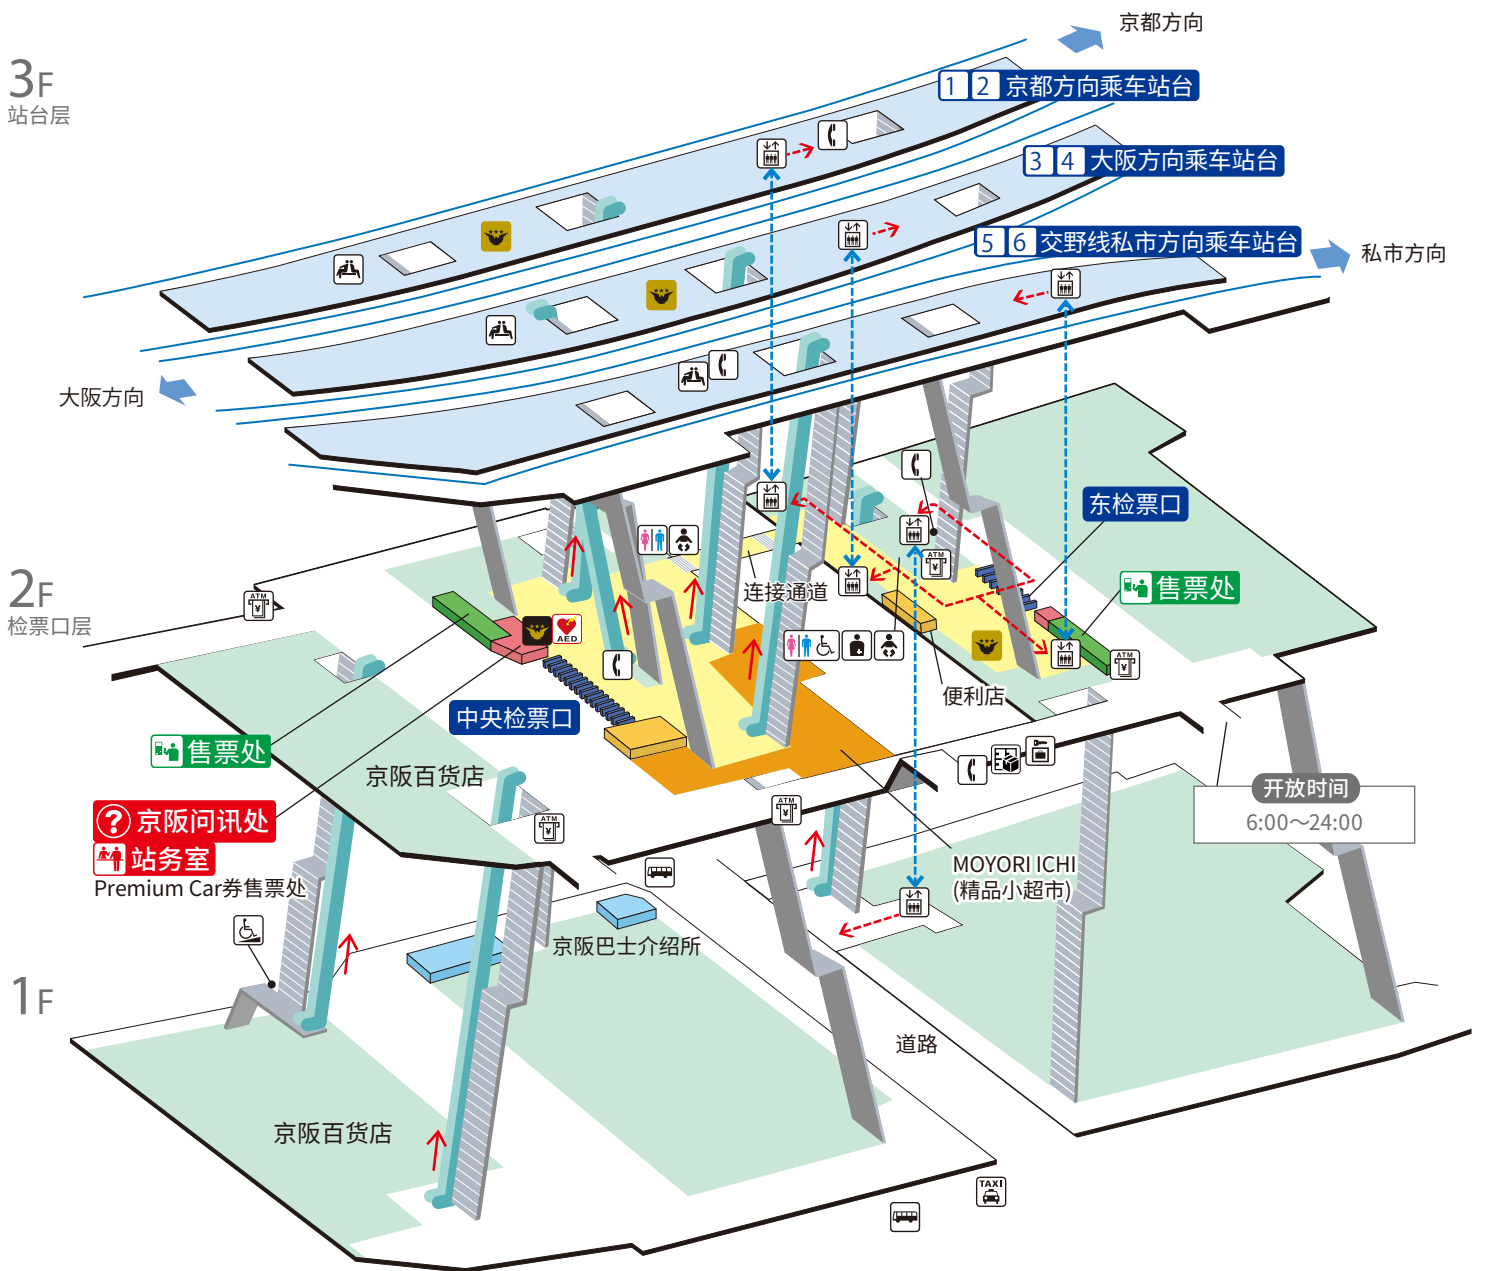 京都方向
3F
站台层
1 2 京都方向乘车站台
3 4 大阪方向乘车站台
5 6 交野线私市方向乘车站台
私市方向
大阪方向
东检票口
2F
检票口层
ATM
¥
连接通道
ATM
¥
售票处
AED
便利店
ATM
¥
中央检票口
售票处
京阪百货店
开放时间
6:00～24:00
ATM
¥
ATM
¥
? 京阪问讯处
站务室
Premium Car券售票处
MOYORI ICHI
(精品小超市)
京阪巴士介绍所
1F
道路
京阪百货店
TAXI